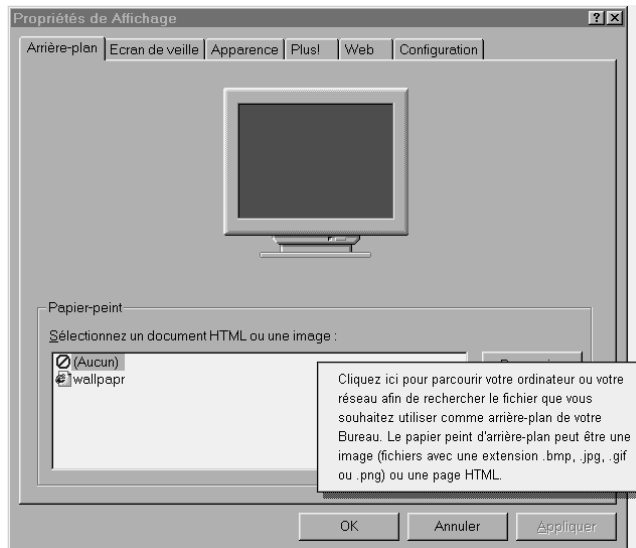 Propriétés de Affichage
Arrière-plan Ecran de veille Apparence Plus! Web Configuration
Papier-peint
Sélectionnez un document HTML ou une image :
(Aucun)
wallpapr
Cliquez ici pour parcourir votre ordinateur ou votre
réseau afin de rechercher le fichier que vous
souhaitez utiliser comme arrière-plan de votre
Bureau. Le papier peint d'arrière-plan peut être une
image (fichiers avec une extension .bmp, .jpg, .gif
ou .png) ou une page HTML.
OK Annuler Appliquer